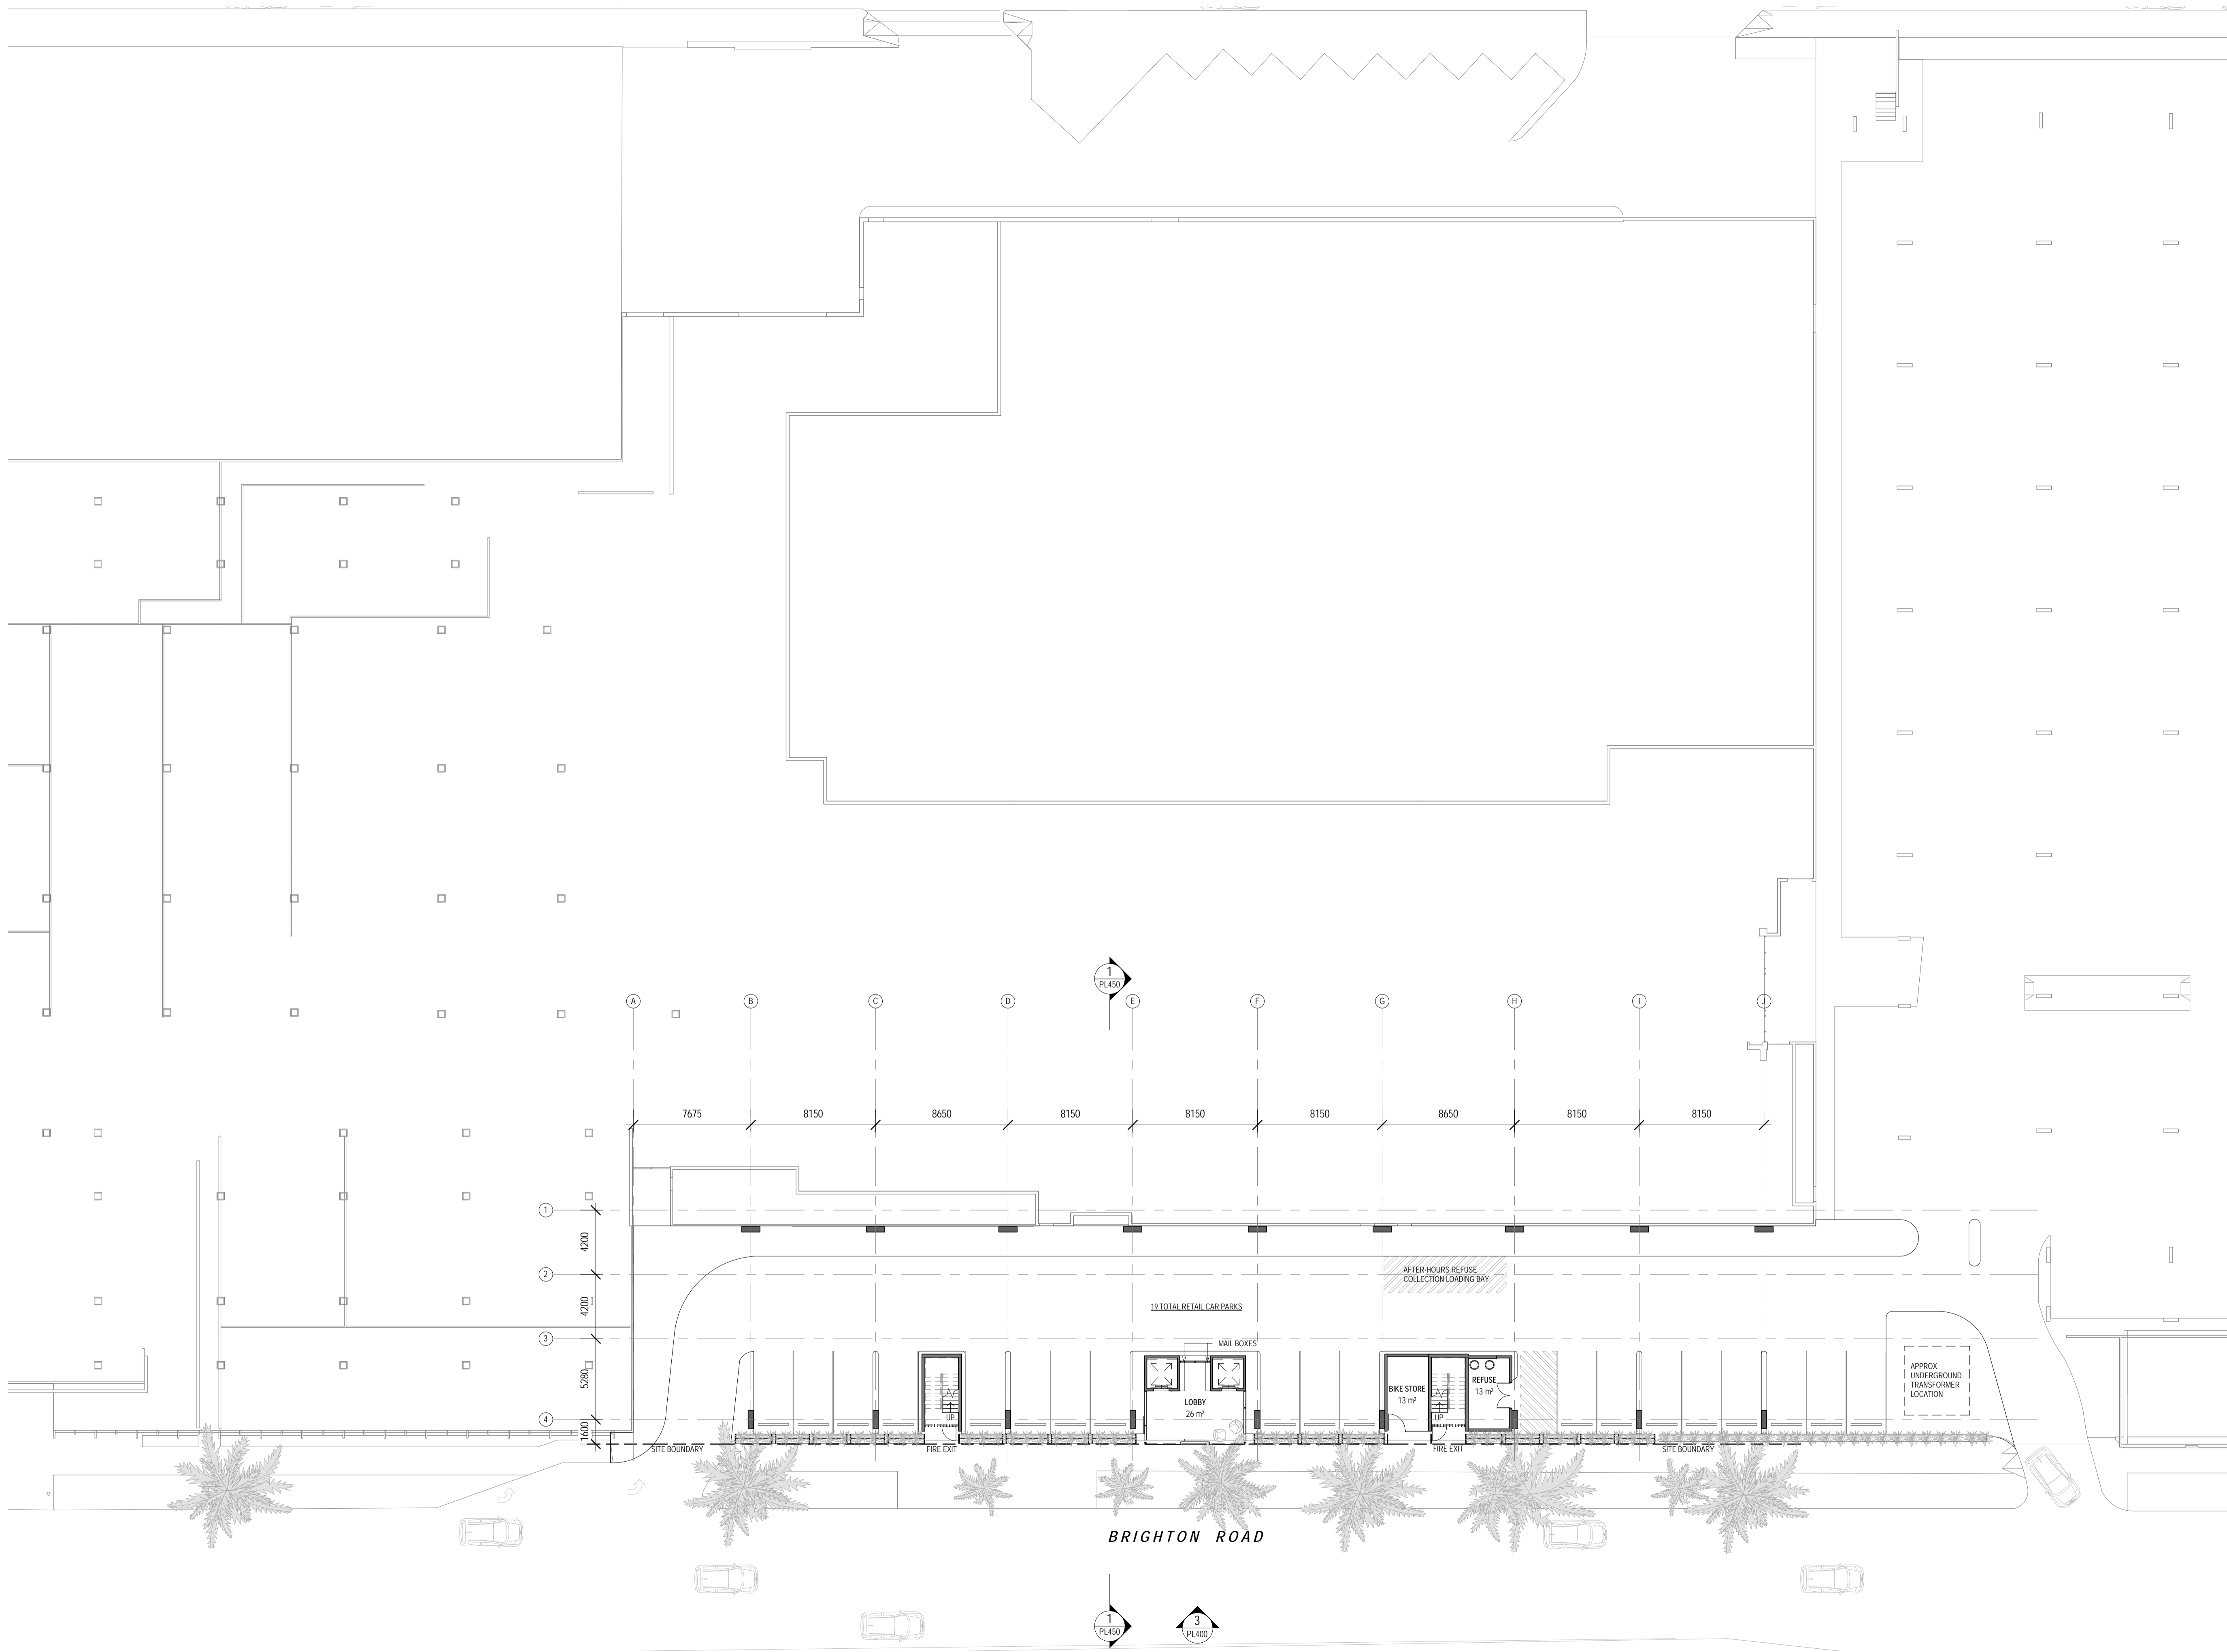 1
PL450
A
B
C
D
E
F
G
H
I
J
7675
8150
8650
8150
8150
8150
8650
8150
8150
1
4200
2
AFTER-HOURS REFUSE
COLLECTION LOADING BAY
4200
19 TOTAL RETAIL CAR PARKS
3
MAIL BOXES
5280
APPROX.
UNDERGROUND
TRANSFORMER
LOCATION
REFUSE
13 m²
BIKE STORE
13 m²
LOBBY
26 m²
4
UP
UP
1600
SITE BOUNDARY
FIRE EXIT
FIRE EXIT
SITE BOUNDARY
BRIGHTON ROAD
1
PL450
3
PL400